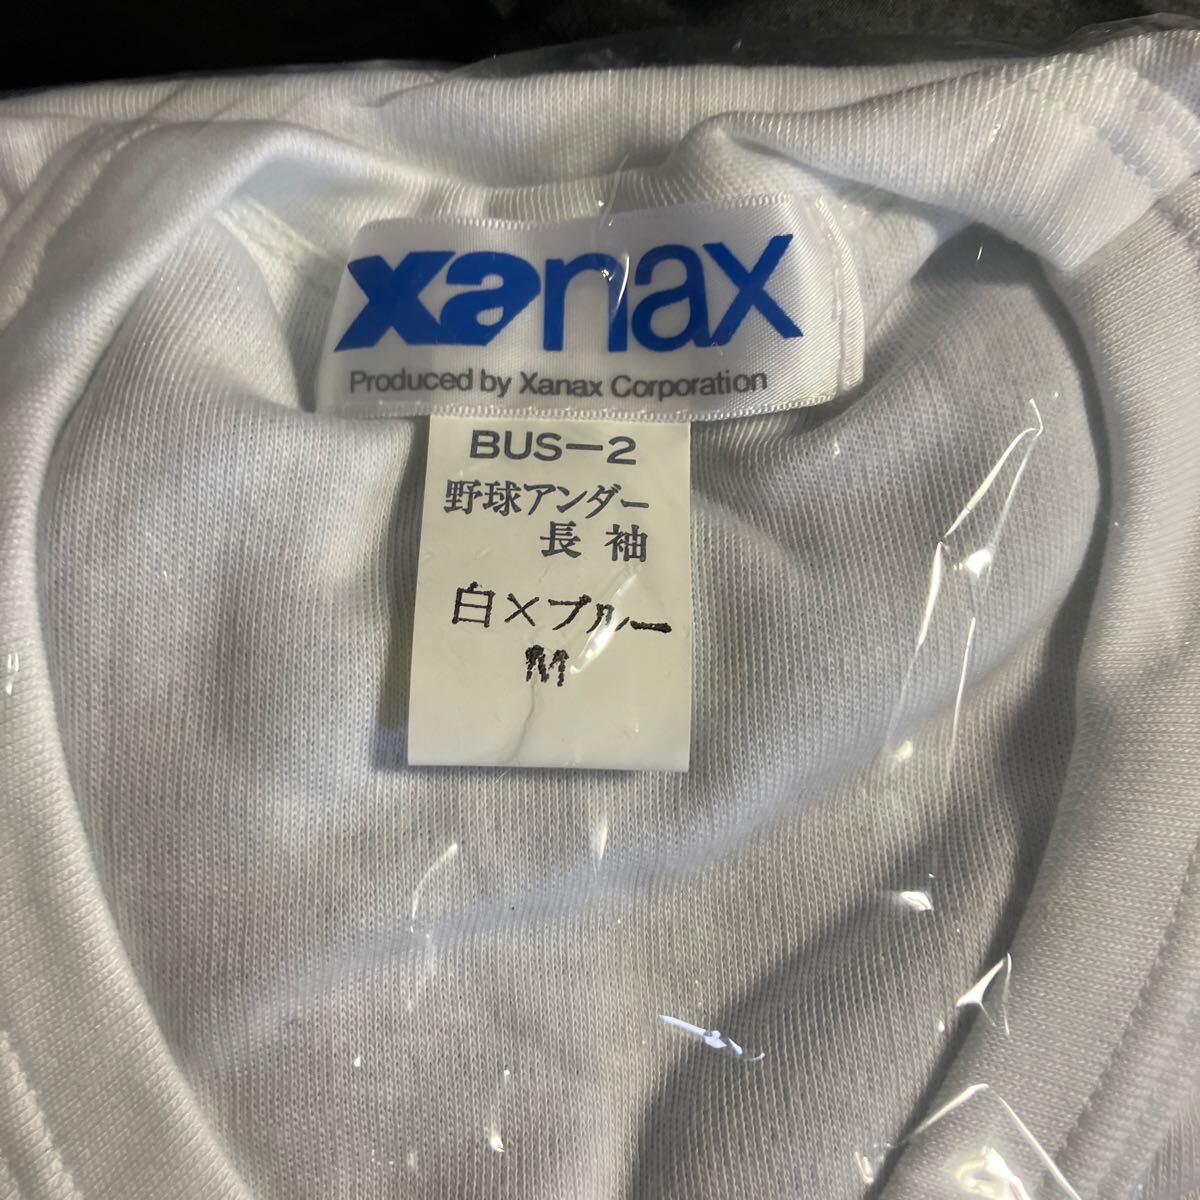 xanax
Produced by Xanax Corporation
BUS-2
野球アンダー
長袖
白×ブルー
M